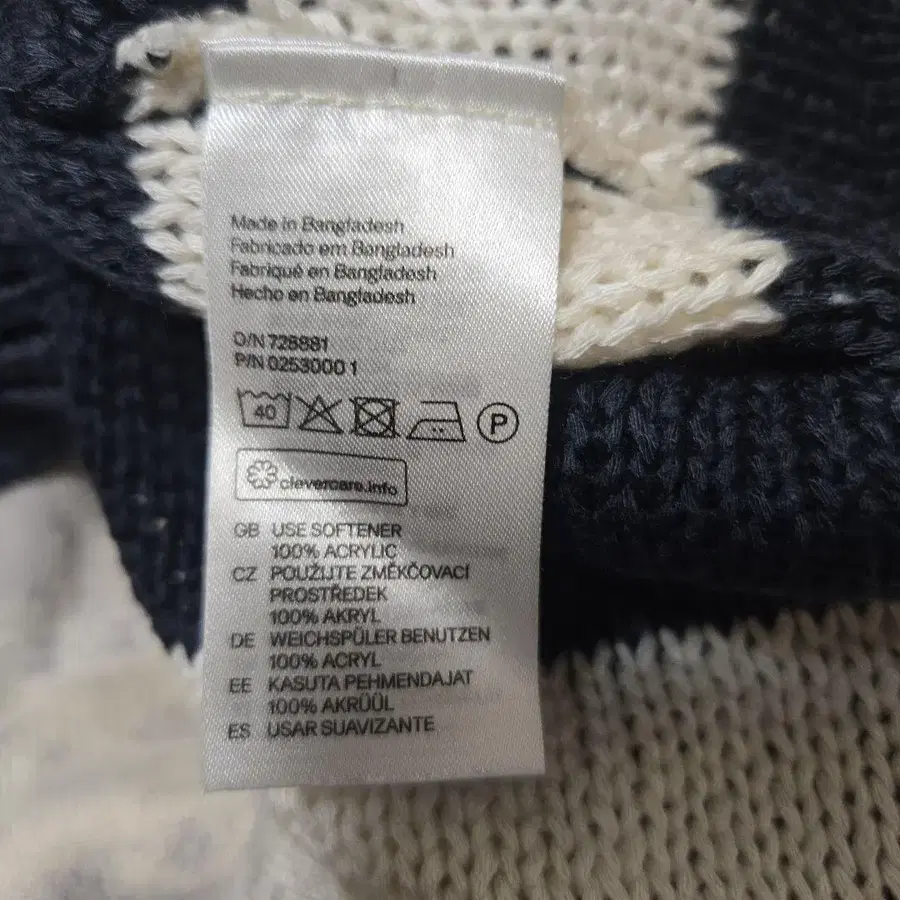 Made in Bangladesh
Fabricado em Bangladesh
Fabriqué en Bangladesh
Hecho en Bangladesh
O/N 728881
P/N 0253000 1
40
P
clevercare.info
GB USE SOFTENER
100% ACRYLIC
CZ POUŽIJTE ZMĚKČOVACÍ
PROSTŘEDEK
100% AKRYL
DE WEICHSPÜLER BENUTZEN
100% ACRYL
EE KASUTA PEHMENDAJAT
100% AKRÜÜL
ES USAR SUAVIZANTE